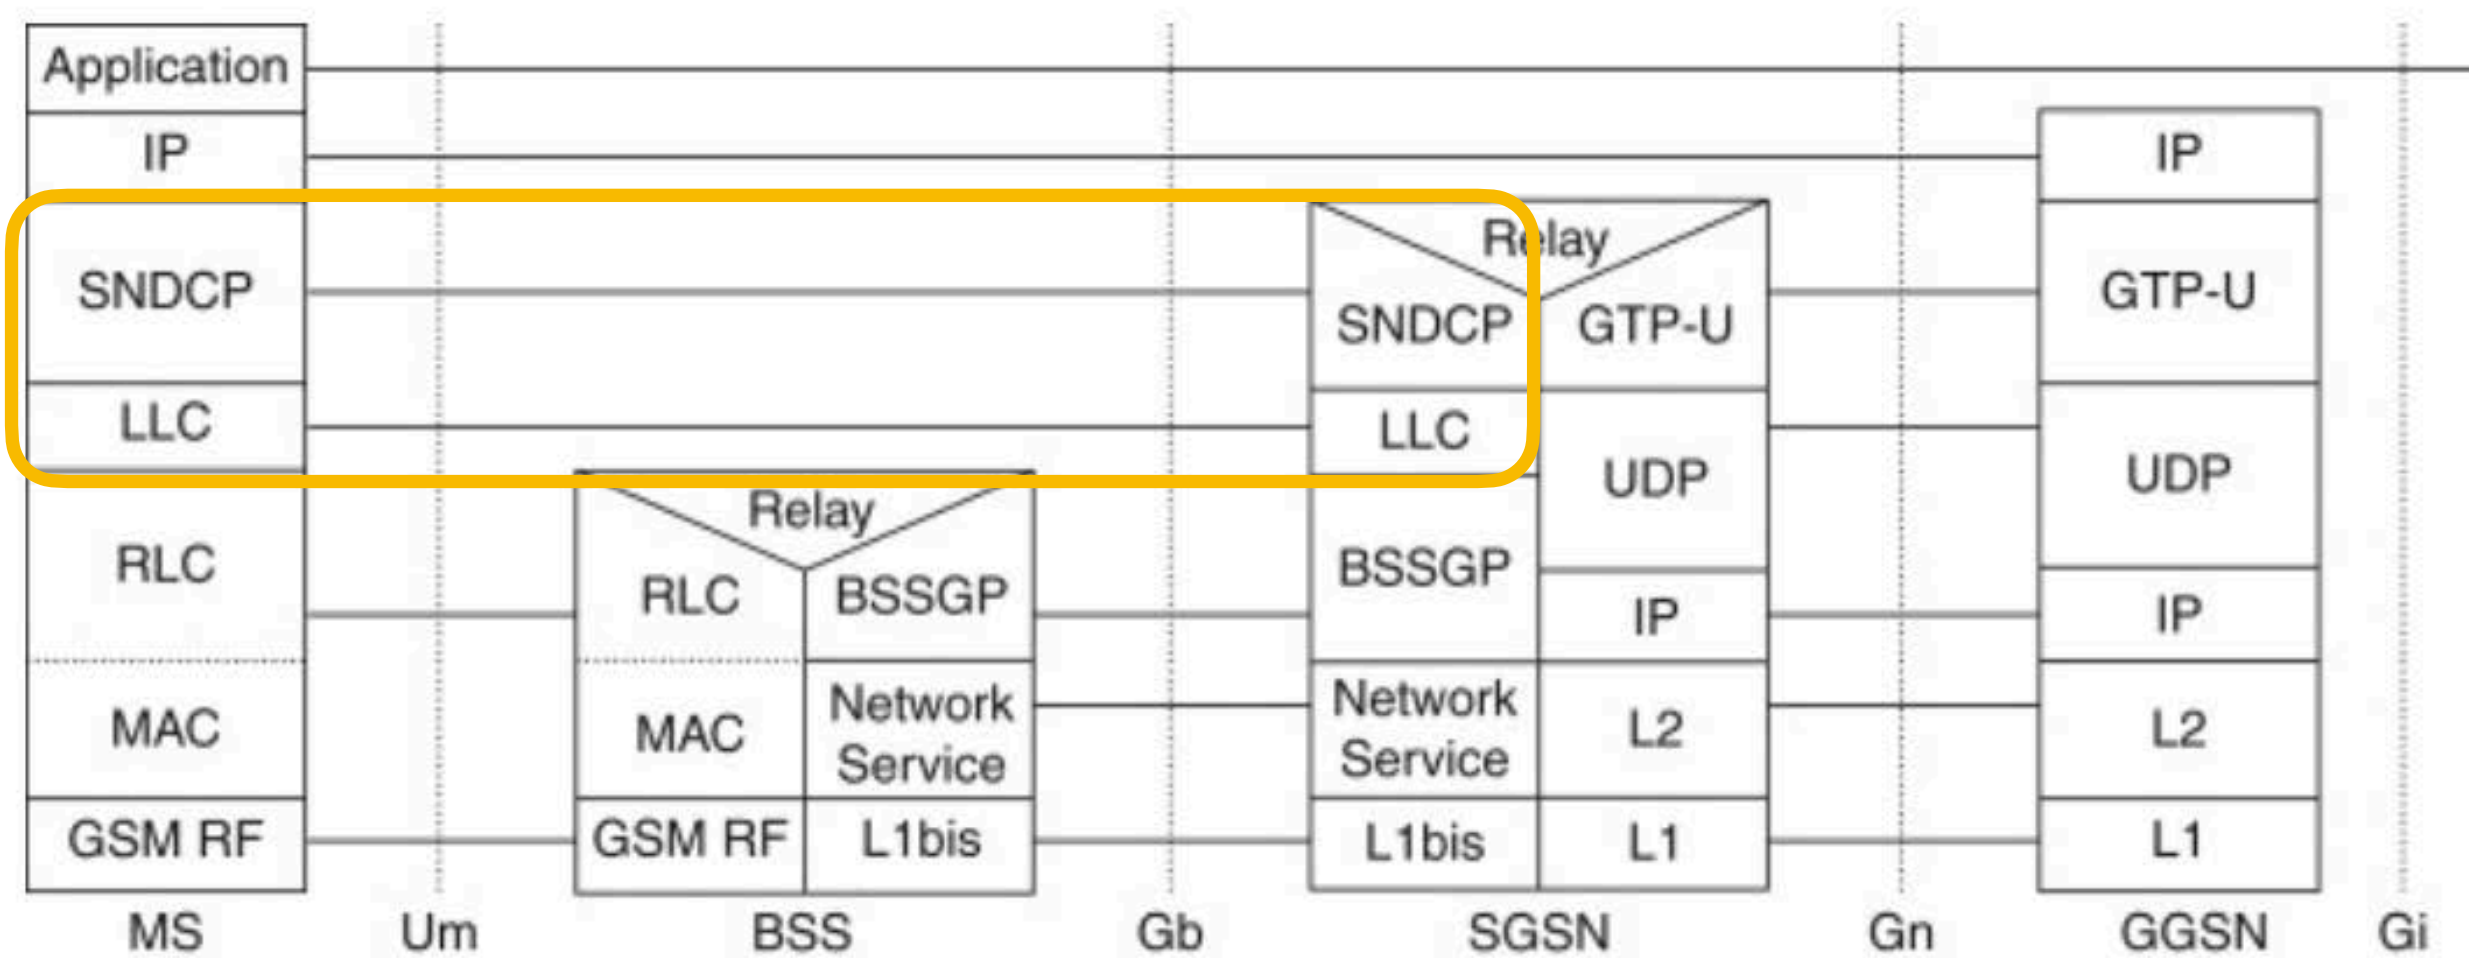 Application
IP
SNDCP
LLC
RLC
MAC
GSM RF
MS
Um
Relay
RLC
BSSGP
MAC
Network
Service
GSM RF
L1bis
BSS
Gb
Relay
SNDCP
GTP-U
LLC
UDP
BSSGP
IP
Network
Service
L2
L1bis
L1
SGSN
Gn
IP
GTP-U
UDP
IP
L2
L1
GGSN
Gi